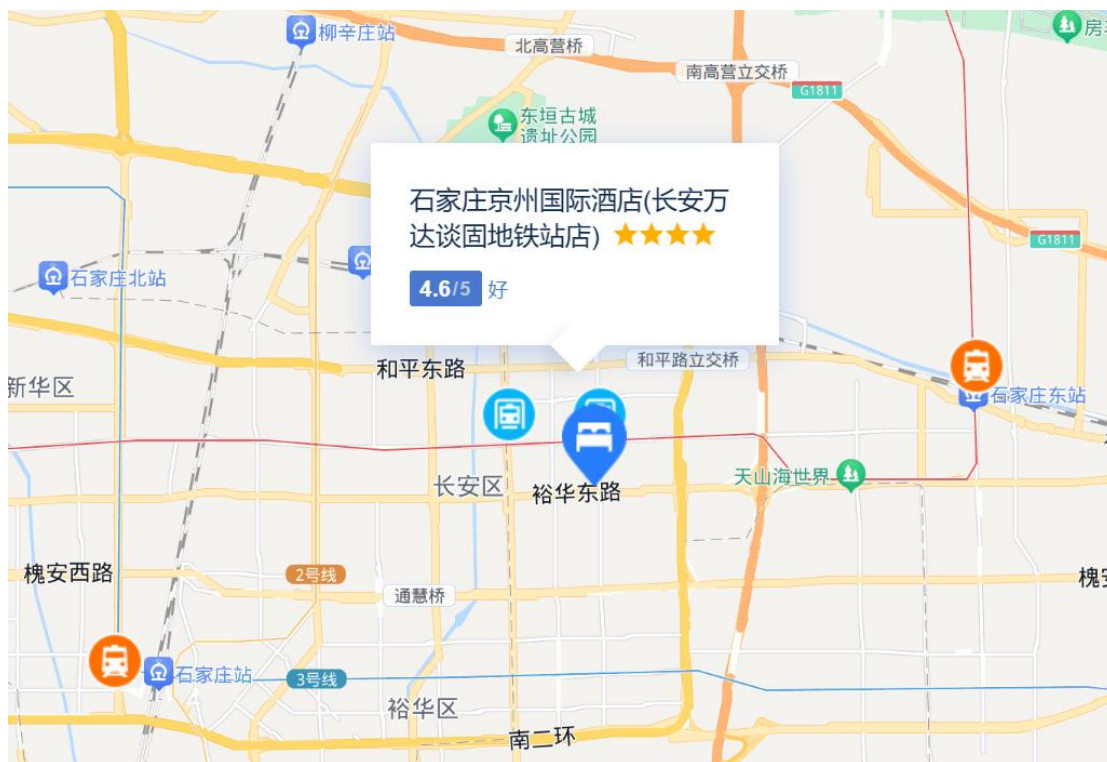 柳辛庄站
北高营桥
南高营立交桥
G1811
东垣古城
遗址公园
石家庄京州国际酒店(长安万
达谈固地铁站店)
4.6/5 好
G1811
石家庄北站
和平路立交桥
和平东路
新华区
石家庄东站
天山海世界
长安区
裕华东路
槐安西路
2号线
通慧桥
石家庄站
3号线
裕华区
南二环